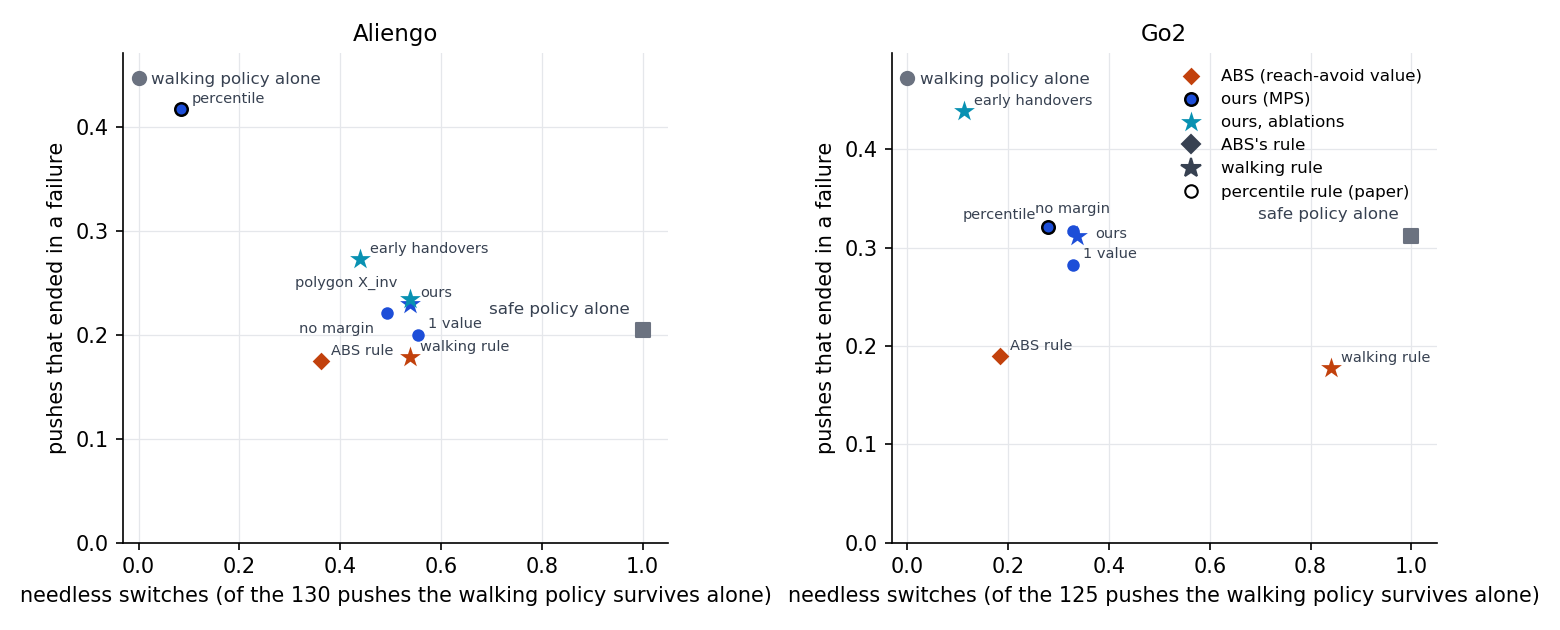 Aliengo
pushes that ended in a failure
0.4
0.3
0.2
0.1
0.0
walking policy alone
percentile
early handovers
polygon X_inv
ours
safe policy alone
no margin
1 value
ABS rule
walking rule
0.0 0.2 0.4 0.6 0.8 1.0
needless switches (of the 130 pushes the walking policy survives alone)
Go2
pushes that ended in a failure
0.4
0.3
0.2
0.1
0.0
walking policy alone
early handovers
ABS (reach-avoid value)
ours (MPS)
ours, ablations
ABS's rule
walking rule
percentile rule (paper)
percentile
no margin
safe policy alone
ours
1 value
ABS rule
walking rule
0.0 0.2 0.4 0.6 0.8 1.0
needless switches (of the 125 pushes the walking policy survives alone)